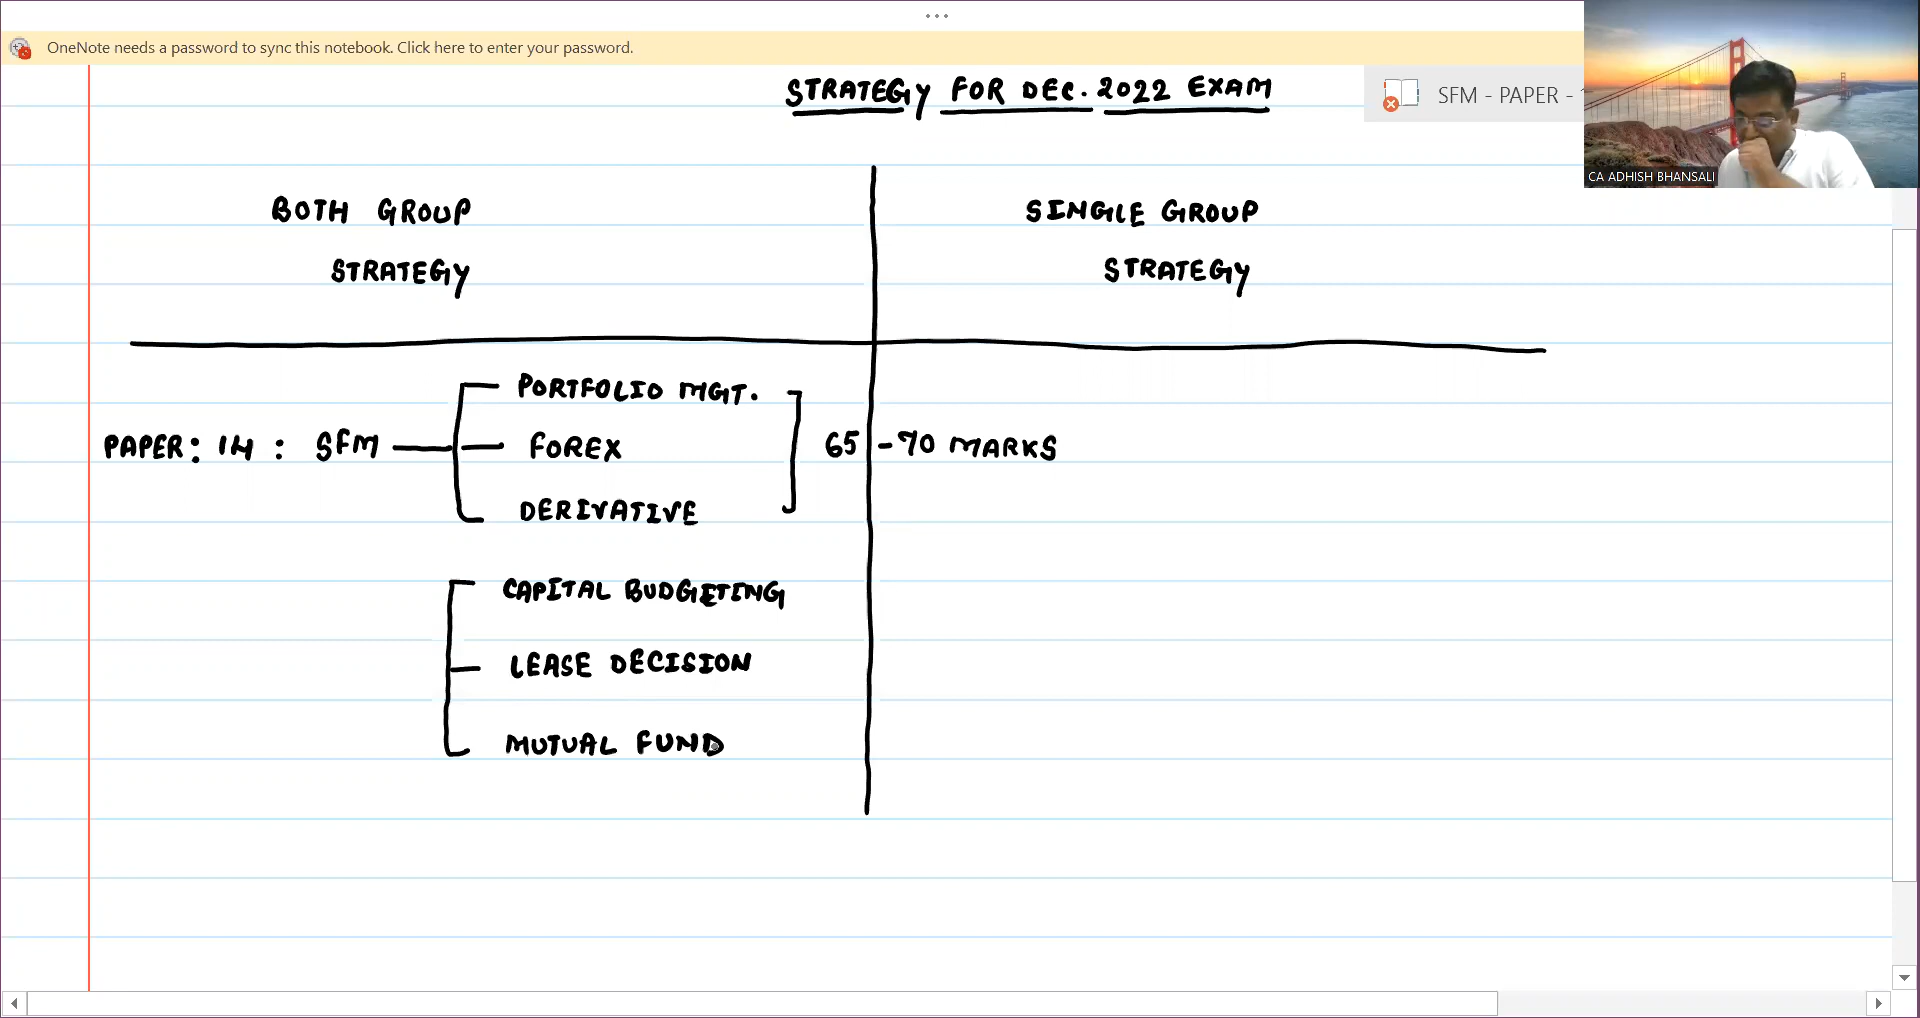 OneNote needs a password to sync this notebook. Click here to enter your password.
STRATEGY FOR DEC. 2022 EXAM
SFM - PAPER -
CA ADHISH BHANSALI
BOTH GROUP
STRATEGY
SINGLE GROUP
STRATEGY
PORTFOLIO MGT.
PAPER: 14 : SFM
FOREX
65 - 70 MARKS
DERIVATIVE
CAPITAL BUDGETING
LEASE DECISION
MUTUAL FUND